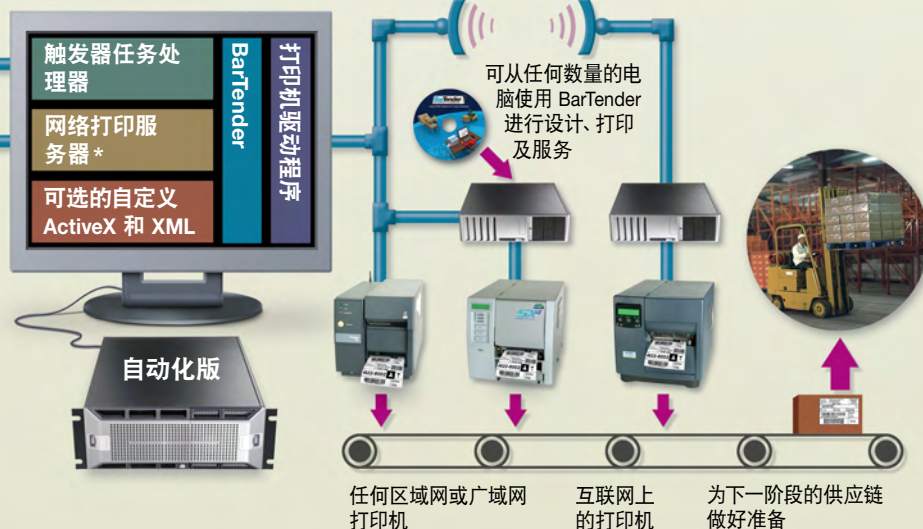 触发器任务处
理器
网络打印服
务器*
可选的自定义
ActiveX 和 XML
BarTender
打印机驱动程序
可从任何数量的电
脑使用 BarTender
进行设计、打印
及服务
BarTender
自动化版
任何区域网或广域网
打印机
互联网上
的打印机
为下一阶段的供应链
做好准备